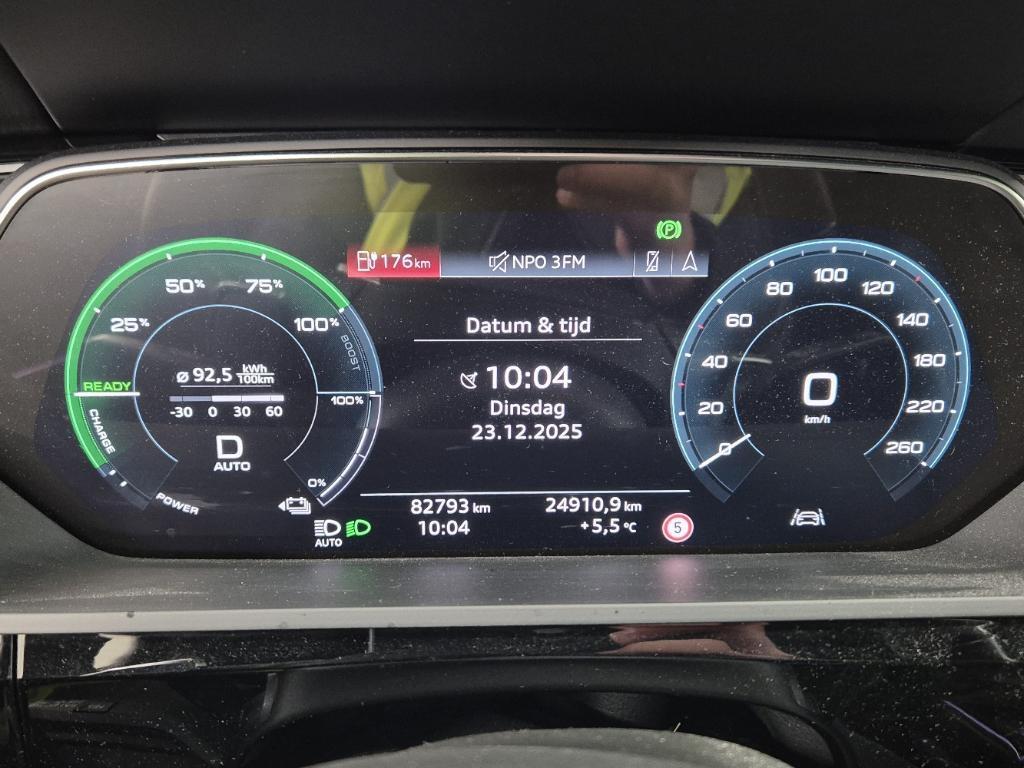 P
176 km NPO 3FM
50% 75%
25% 100%
BOOST
READY
CHARGE
POWER
100%
0%
Ø 92,5 kWh/100km
-30 0 30 60
D
AUTO
Datum & tijd
10:04
Dinsdag
23.12.2025
82793 km 24910,9 km
10:04 +5,5 °C
AUTO
5
0 20 40 60 80 100 120 140 180 220 260
0
km/h